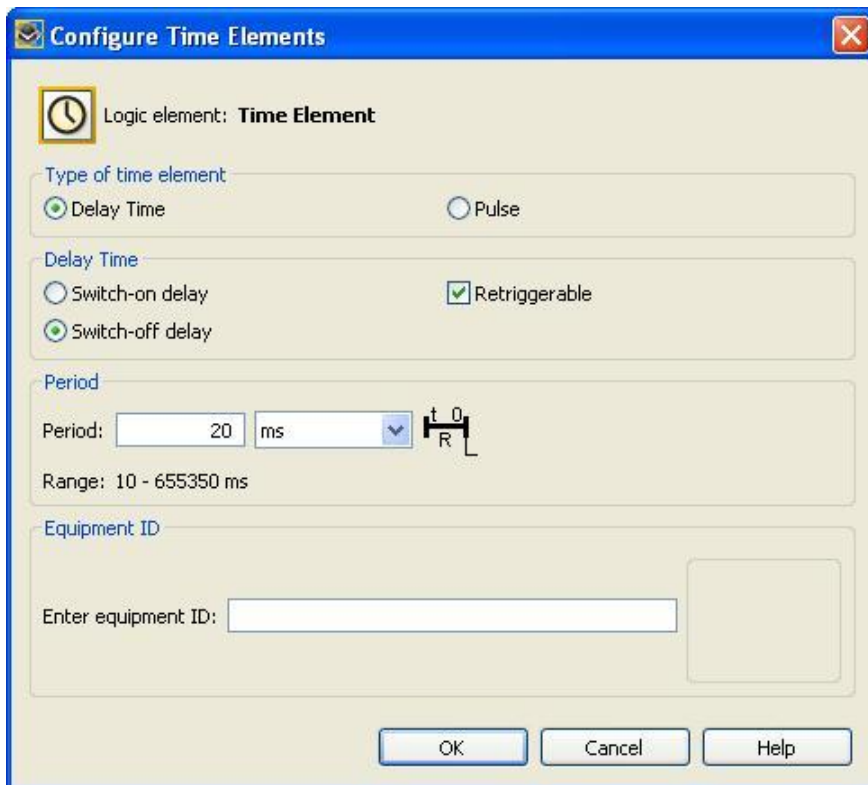 Configure Time Elements
Logic element: Time Element
Type of time element
Delay Time Pulse
Delay Time
Switch-on delay Retriggerable
Switch-off delay
Period
Period: 20 ms t 0
R
Range: 10 - 655350 ms
Equipment ID
Enter equipment ID:
OK Cancel Help